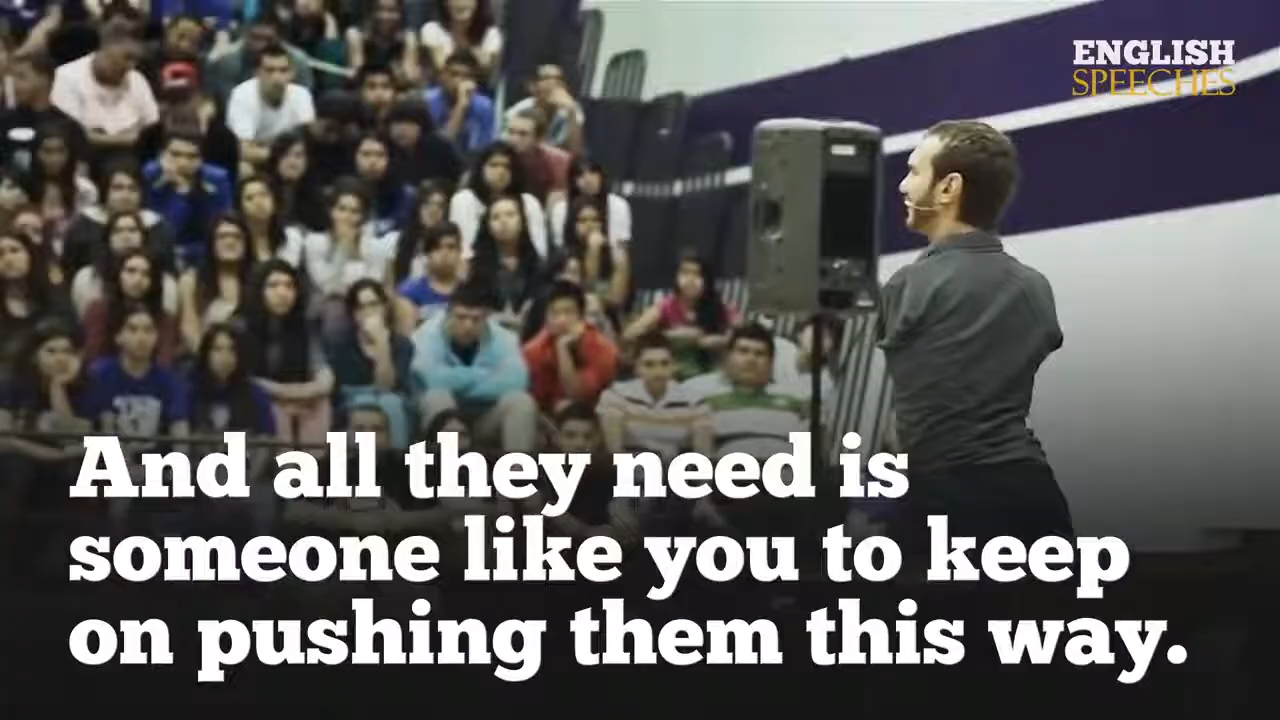 ENGLISH
SPEECHES
And all they need is
someone like you to keep
on pushing them this way.